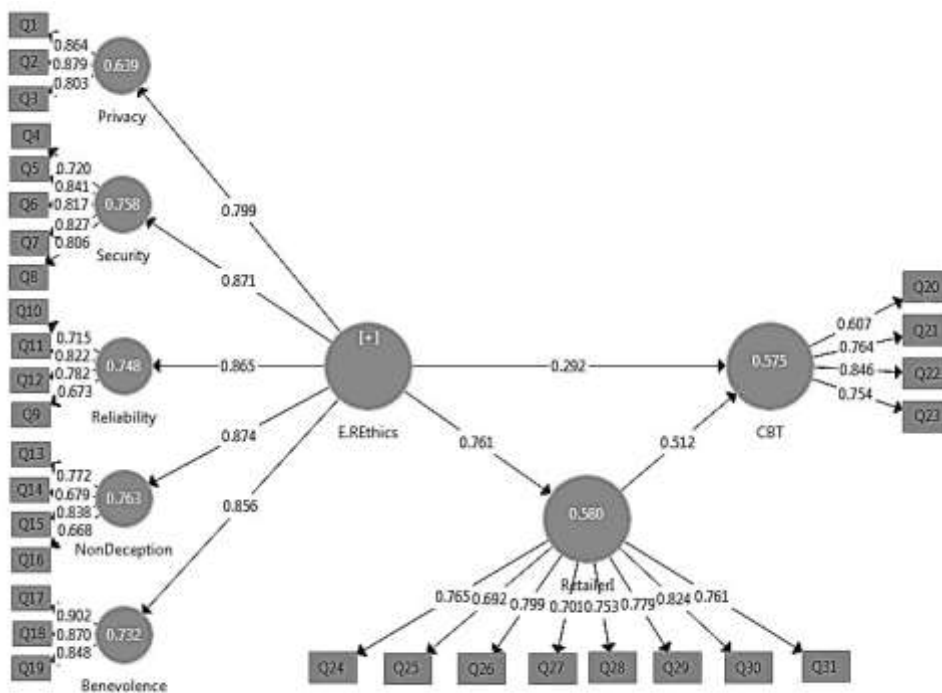 Q1
0.864
Q2
0.879
0.639
Q3
0.803
Privacy
Q4
Q5
0.720
0.841
Q6
0.817
0.758
0.827
Q7
0.806
Security
Q8
0.799
0.871
Q10
0.715
Q11
0.822
0.748
Q12
0.782
0.673
Q9
Reliability
0.865
[+]
E.REthics
0.292
0.575
CBT
Q20
0.607
Q21
0.764
0.846
Q22
0.754
Q23
0.874
0.761
0.512
Q13
0.772
Q14
0.679
0.763
0.838
Q15
0.668
NonDeception
Q16
0.856
0.580
RetailerI
Q17
0.902
Q18
0.870
0.732
0.848
Q19
Benevolence
0.765
0.692
0.799
0.701
0.753
0.779
0.824
0.761
Q24
Q25
Q26
Q27
Q28
Q29
Q30
Q31